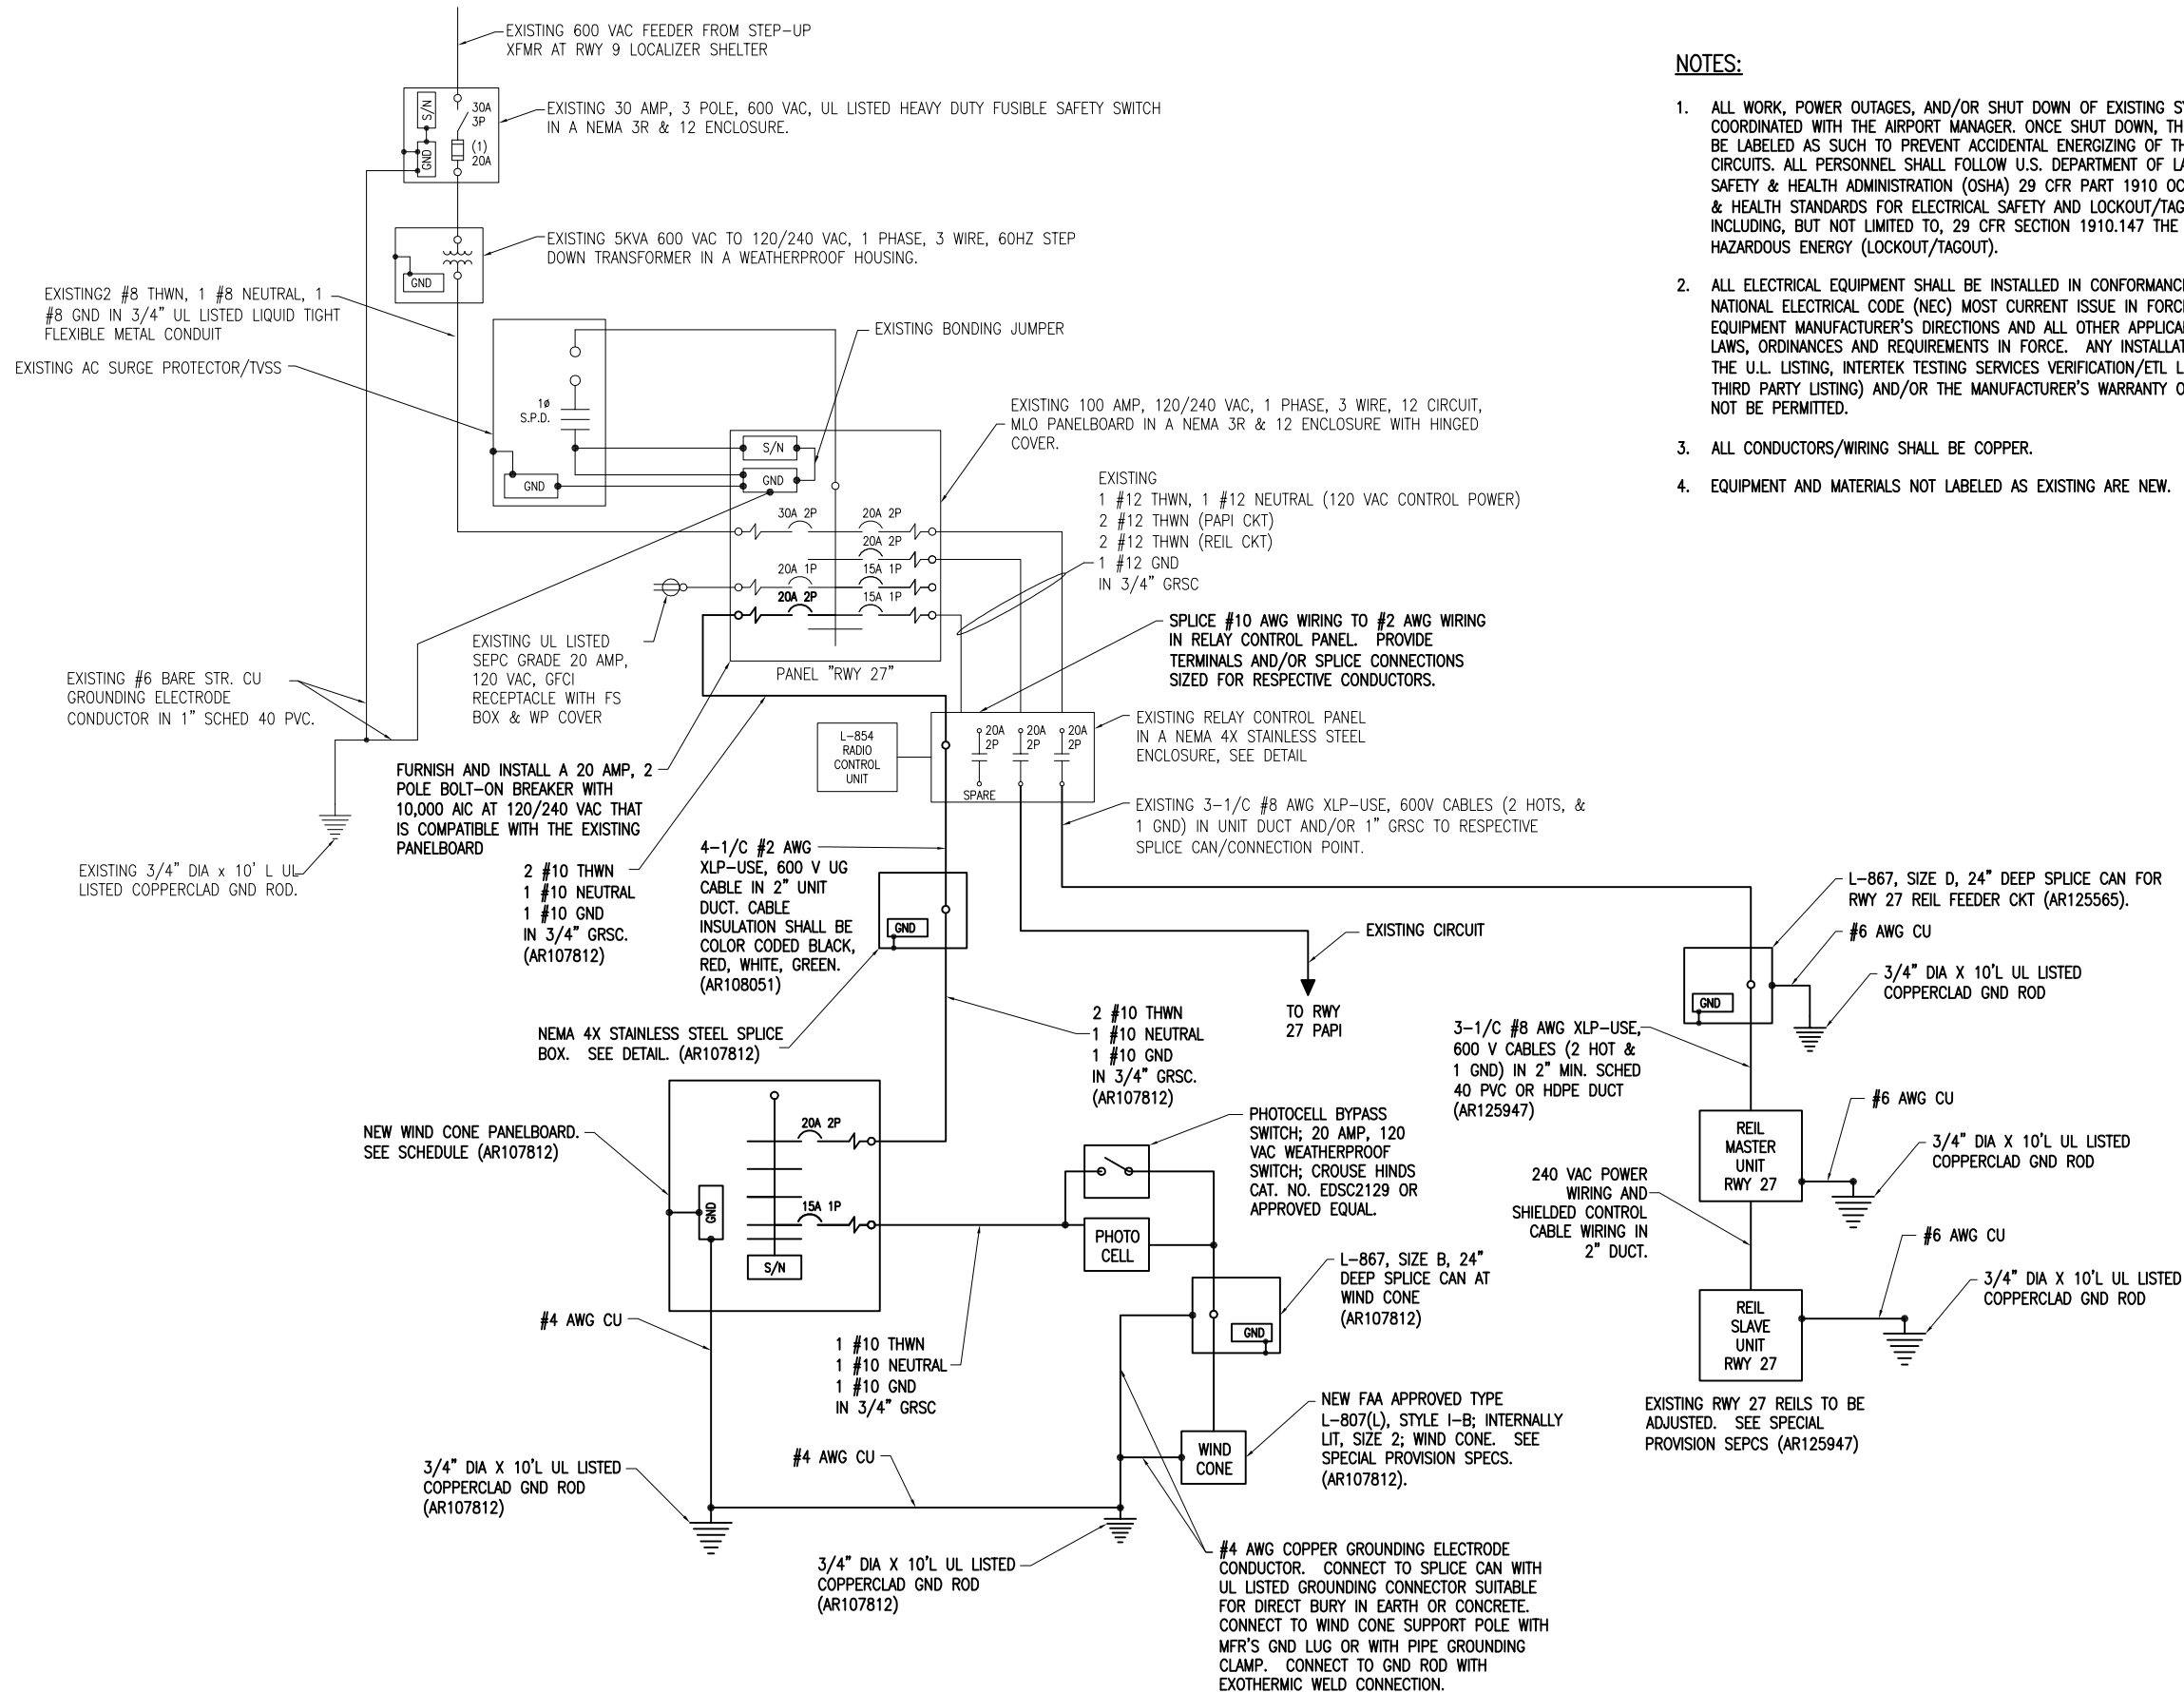 EXISTING 600 VAC FEEDER FROM STEP-UP
XFMR AT RWY 9 LOCALIZER SHELTER
S/N
GND
30A
3P
(1)
20A
EXISTING 30 AMP, 3 POLE, 600 VAC, UL LISTED HEAVY DUTY FUSIBLE SAFETY SWITCH
IN A NEMA 3R & 12 ENCLOSURE.
GND
EXISTING 5KVA 600 VAC TO 120/240 VAC, 1 PHASE, 3 WIRE, 60HZ STEP
DOWN TRANSFORMER IN A WEATHERPROOF HOUSING.
EXISTING2 #8 THWN, 1 #8 NEUTRAL, 1
#8 GND IN 3/4" UL LISTED LIQUID TIGHT
FLEXIBLE METAL CONDUIT
EXISTING AC SURGE PROTECTOR/TVSS
1ø
S.P.D.
GND
EXISTING BONDING JUMPER
S/N
GND
EXISTING 100 AMP, 120/240 VAC, 1 PHASE, 3 WIRE, 12 CIRCUIT,
MLO PANELBOARD IN A NEMA 3R & 12 ENCLOSURE WITH HINGED
COVER.
30A 2P
20A 2P
20A 2P
20A 1P
15A 1P
20A 2P
15A 1P
PANEL "RWY 27"
EXISTING
1 #12 THWN, 1 #12 NEUTRAL (120 VAC CONTROL POWER)
2 #12 THWN (PAPI CKT)
2 #12 THWN (REIL CKT)
1 #12 GND
IN 3/4" GRSC
EXISTING UL LISTED
SEPC GRADE 20 AMP,
120 VAC, GFCI
RECEPTACLE WITH FS
BOX & WP COVER
SPLICE #10 AWG WIRING TO #2 AWG WIRING
IN RELAY CONTROL PANEL. PROVIDE
TERMINALS AND/OR SPLICE CONNECTIONS
SIZED FOR RESPECTIVE CONDUCTORS.
EXISTING #6 BARE STR. CU
GROUNDING ELECTRODE
CONDUCTOR IN 1" SCHED 40 PVC.
L-854
RADIO
CONTROL
UNIT
20A
2P
20A
2P
20A
2P
SPARE
EXISTING RELAY CONTROL PANEL
IN A NEMA 4X STAINLESS STEEL
ENCLOSURE, SEE DETAIL
FURNISH AND INSTALL A 20 AMP, 2
POLE BOLT-ON BREAKER WITH
10,000 AIC AT 120/240 VAC THAT
IS COMPATIBLE WITH THE EXISTING
PANELBOARD
EXISTING 3-1/C #8 AWG XLP-USE, 600V CABLES (2 HOTS, &
1 GND) IN UNIT DUCT AND/OR 1" GRSC TO RESPECTIVE
SPLICE CAN/CONNECTION POINT.
EXISTING 3/4" DIA x 10' L UL
LISTED COPPERCLAD GND ROD.
2 #10 THWN
1 #10 NEUTRAL
1 #10 GND
IN 3/4" GRSC.
(AR107812)
4-1/C #2 AWG
XLP-USE, 600 V UG
CABLE IN 2" UNIT
DUCT. CABLE
INSULATION SHALL BE
COLOR CODED BLACK,
RED, WHITE, GREEN.
(AR108051)
GND
EXISTING CIRCUIT
TO RWY
27 PAPI
NEMA 4X STAINLESS STEEL SPLICE
BOX. SEE DETAIL. (AR107812)
2 #10 THWN
1 #10 NEUTRAL
1 #10 GND
IN 3/4" GRSC.
(AR107812)
L-867, SIZE D, 24" DEEP SPLICE CAN FOR
RWY 27 REIL FEEDER CKT (AR125565).
#6 AWG CU
3/4" DIA X 10'L UL LISTED
COPPERCLAD GND ROD
GND
3-1/C #8 AWG XLP-USE,
600 V CABLES (2 HOT &
1 GND) IN 2" MIN. SCHED
40 PVC OR HDPE DUCT
(AR125947)
REIL
MASTER
UNIT
RWY 27
#6 AWG CU
3/4" DIA X 10'L UL LISTED
COPPERCLAD GND ROD
240 VAC POWER
WIRING AND
SHIELDED CONTROL
CABLE WIRING IN
2" DUCT.
#6 AWG CU
3/4" DIA X 10'L UL LISTED
COPPERCLAD GND ROD
REIL
SLAVE
UNIT
RWY 27
EXISTING RWY 27 REILS TO BE
ADJUSTED. SEE SPECIAL
PROVISION SEPCS (AR125947)
NEW WIND CONE PANELBOARD.
SEE SCHEDULE (AR107812)
20A 2P
GND
15A 1P
S/N
PHOTOCELL BYPASS
SWITCH; 20 AMP, 120
VAC WEATHERPROOF
SWITCH; CROUSE HINDS
CAT. NO. EDSC2129 OR
APPROVED EQUAL.
PHOTO
CELL
L-867, SIZE B, 24"
DEEP SPLICE CAN AT
WIND CONE
(AR107812)
GND
#4 AWG CU
1 #10 THWN
1 #10 NEUTRAL
1 #10 GND
IN 3/4" GRSC
NEW FAA APPROVED TYPE
L-807(L), STYLE I-B; INTERNALLY
LIT, SIZE 2; WIND CONE. SEE
SPECIAL PROVISION SPECS.
(AR107812).
WIND
CONE
3/4" DIA X 10'L UL LISTED
COPPERCLAD GND ROD
(AR107812)
#4 AWG CU
3/4" DIA X 10'L UL LISTED
COPPERCLAD GND ROD
(AR107812)
#4 AWG COPPER GROUNDING ELECTRODE
CONDUCTOR. CONNECT TO SPLICE CAN WITH
UL LISTED GROUNDING CONNECTOR SUITABLE
FOR DIRECT BURY IN EARTH OR CONCRETE.
CONNECT TO WIND CONE SUPPORT POLE WITH
MFR'S GND LUG OR WITH PIPE GROUNDING
CLAMP. CONNECT TO GND ROD WITH
EXOTHERMIC WELD CONNECTION.
NOTES:
1. ALL WORK, POWER OUTAGES, AND/OR SHUT DOWN OF EXISTING
COORDINATED WITH THE AIRPORT MANAGER. ONCE SHUT DOWN,
BE LABELED AS SUCH TO PREVENT ACCIDENTAL ENERGIZING OF
CIRCUITS. ALL PERSONNEL SHALL FOLLOW U.S. DEPARTMENT OF
SAFETY & HEALTH ADMINISTRATION (OSHA) 29 CFR PART 1910
& HEALTH STANDARDS FOR ELECTRICAL SAFETY AND
INCLUDING, BUT NOT LIMITED TO, 29 CFR SECTION 1910.147 THE
HAZARDOUS ENERGY (LOCKOUT/TAGOUT).
2. ALL ELECTRICAL EQUIPMENT SHALL BE INSTALLED IN
NATIONAL ELECTRICAL CODE (NEC) MOST CURRENT ISSUE IN
EQUIPMENT MANUFACTURER'S DIRECTIONS AND ALL OTHER
LAWS, ORDINANCES AND REQUIREMENTS IN FORCE. ANY
THE U.L. LISTING, INTERTEK TESTING SERVICES VERIFICATION/ETL
THIRD PARTY LISTING) AND/OR THE MANUFACTURER'S WARRANTY
NOT BE PERMITTED.
3. ALL CONDUCTORS/WIRING SHALL BE COPPER.
4. EQUIPMENT AND MATERIALS NOT LABELED AS EXISTING ARE NEW.